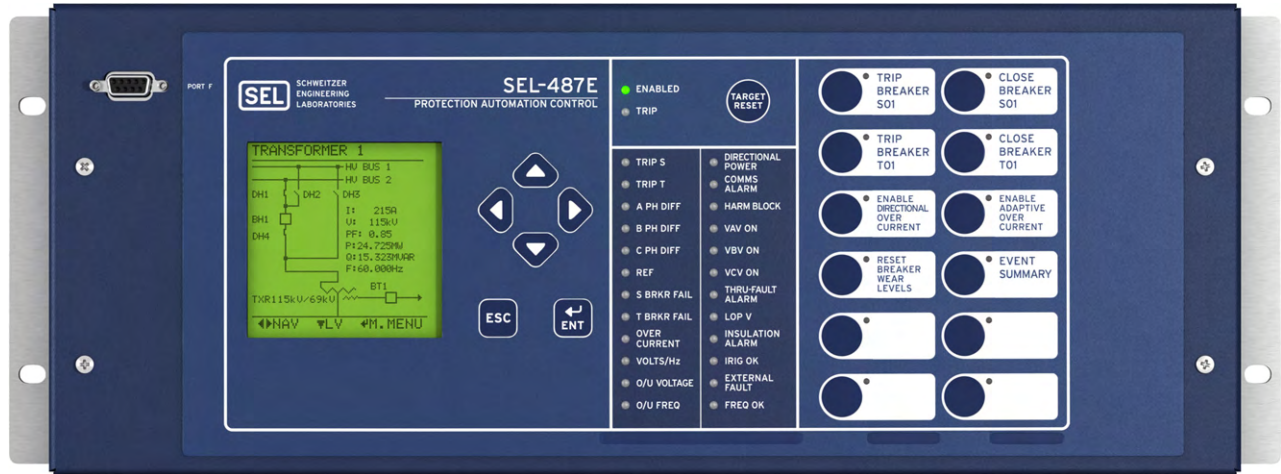 PORT F
SEL
SCHWEITZER
ENGINEERING
LABORATORIES
SEL-487E
PROTECTION AUTOMATION CONTROL
TRANSFORMER 1
HV BUS 1
HV BUS 2
DH1
DH2
DH3
BH1
DH4
I: 215A
V: 115kV
PF: 0.85
P:24.725MW
Q:15.323MVAR
F:60.000Hz
BT1
TXR115kV/69kV
NAV
LV
M.MENU
ESC
ENT
ENABLED
TRIP
TARGET
RESET
TRIP S
TRIP T
A PH DIFF
B PH DIFF
C PH DIFF
REF
S BRKR FAIL
T BRKR FAIL
OVER
CURRENT
VOLTS/Hz
O/U VOLTAGE
O/U FREQ
DIRECTIONAL
POWER
COMMS
ALARM
HARM BLOCK
VAV ON
VBV ON
VCV ON
THRU-FAULT
ALARM
LOP V
INSULATION
ALARM
IRIG OK
EXTERNAL
FAULT
FREQ OK
TRIP
BREAKER
S01
CLOSE
BREAKER
S01
TRIP
BREAKER
T01
CLOSE
BREAKER
T01
ENABLE
DIRECTIONAL
OVER
CURRENT
ENABLE
ADAPTIVE
OVER
CURRENT
RESET
BREAKER
WEAR
LEVELS
EVENT
SUMMARY